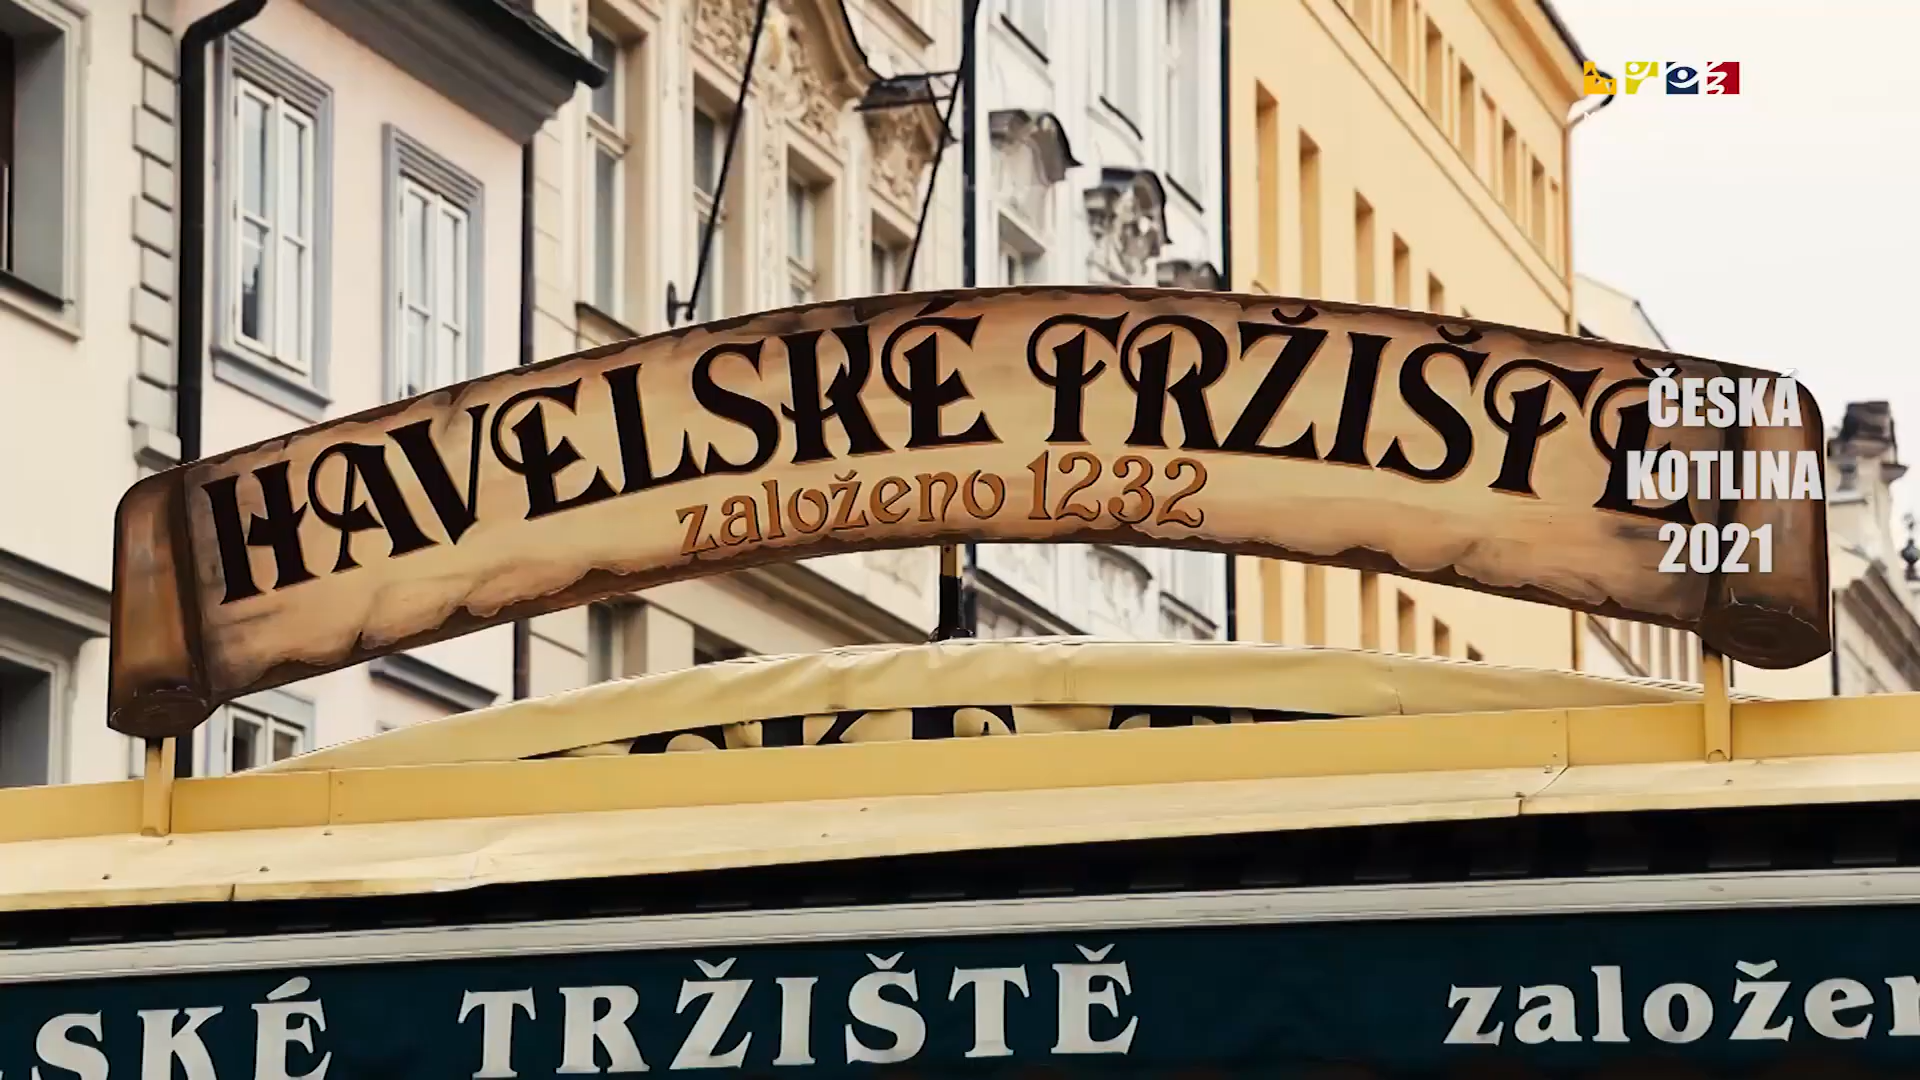 HAVELSKÉ TRŽIŠTĚ
založeno 1232
ČESKÁ
KOTLINA
2021
SKÉ TRŽIŠTĚ založen